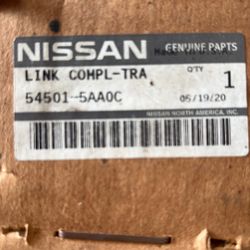 NISSAN GENUINE PARTS
LINK COMPL-TRA QTY 1
54501-5AA0C 05/19/20
NISSAN NORTH AMERICA, INC.